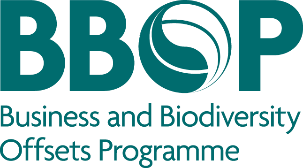 BBOP
Business and Biodiversity
Offsets Programme